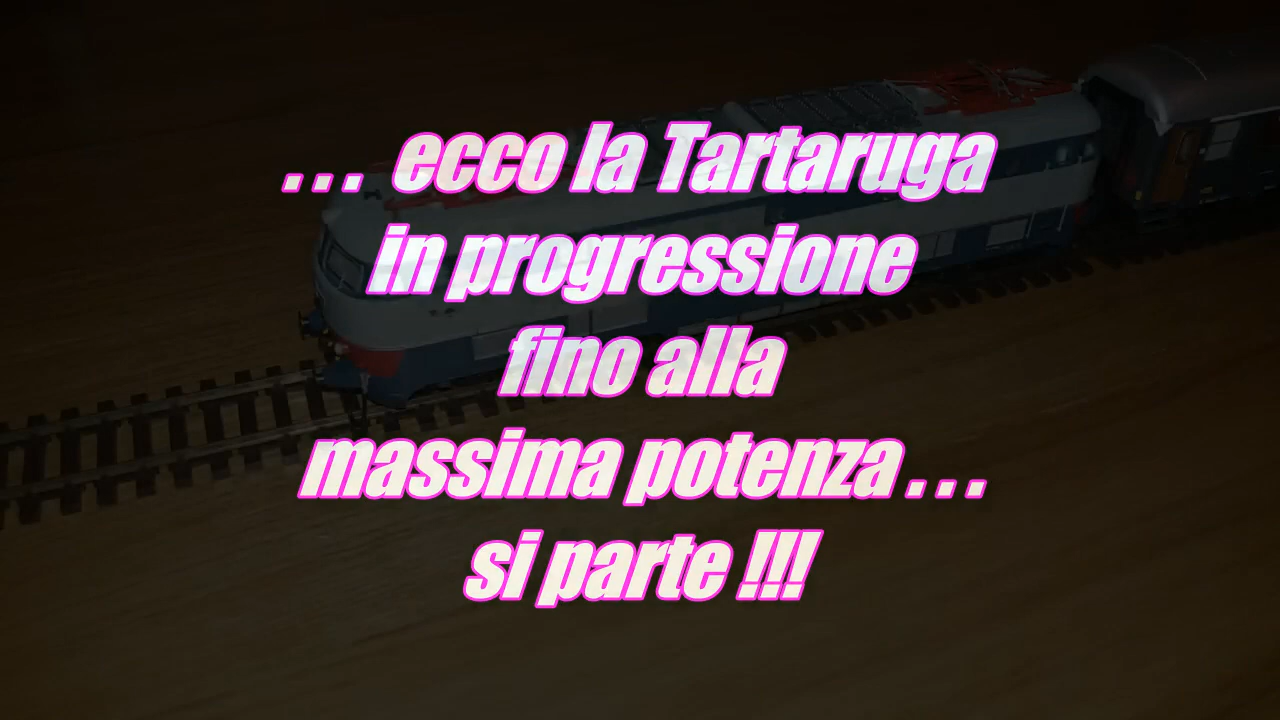 . . . ecco la Tartaruga
in progressione
fino alla
massima potenza . . .
si parte !!!